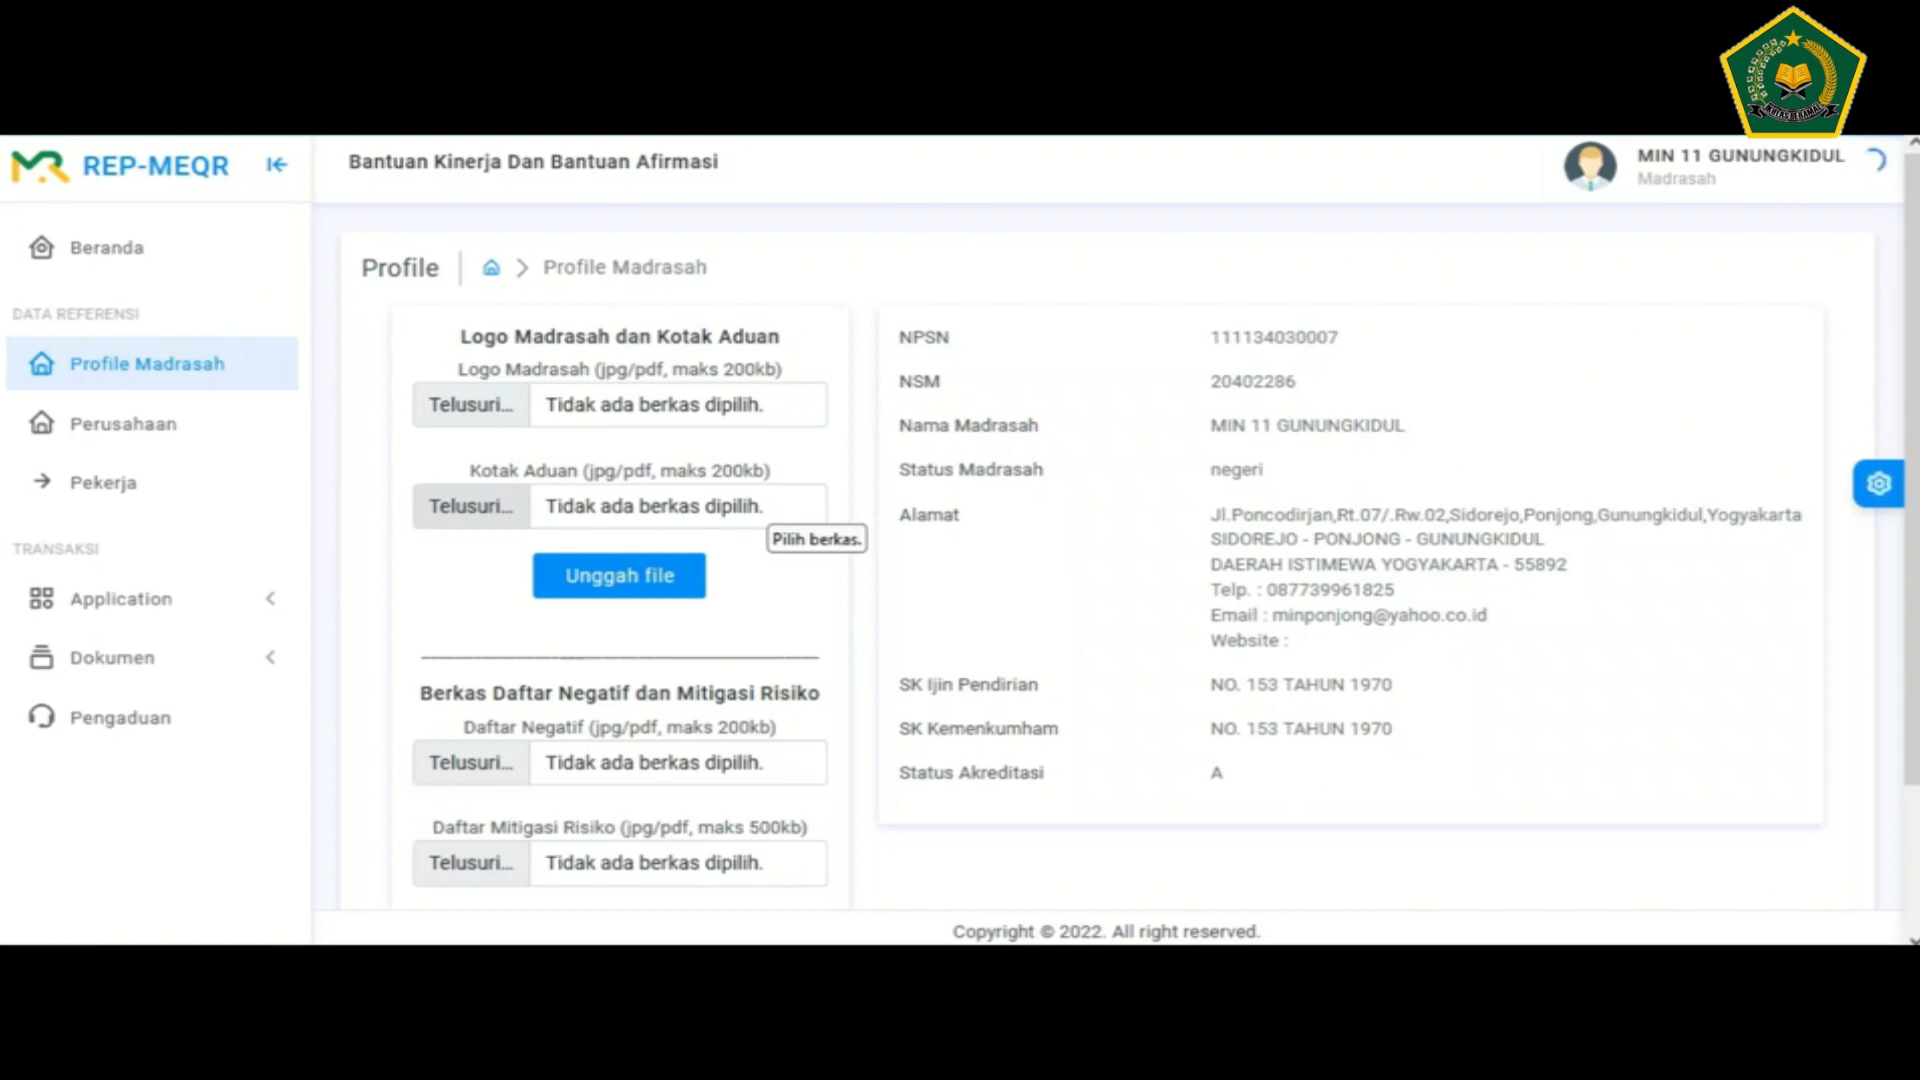 IKHLAS BERAMAL
REP-MEQR
Bantuan Kinerja Dan Bantuan Afirmasi
MIN 11 GUNUNGKIDUL
Madrasah
Beranda
DATA REFERENSI
Profile Madrasah
Perusahaan
Pekerja
TRANSAKSI
Application
Dokumen
Pengaduan
Profile
Profile Madrasah
Logo Madrasah dan Kotak Aduan
Logo Madrasah (jpg/pdf, maks 200kb)
Telusuri... Tidak ada berkas dipilih.
Kotak Aduan (jpg/pdf, maks 200kb)
Telusuri... Tidak ada berkas dipilih.
Pilih berkas.
Unggah file
Berkas Daftar Negatif dan Mitigasi Risiko
Daftar Negatif (jpg/pdf, maks 200kb)
Telusuri... Tidak ada berkas dipilih.
Daftar Mitigasi Risiko (jpg/pdf, maks 500kb)
Telusuri... Tidak ada berkas dipilih.
NPSN 111134030007
NSM 20402286
Nama Madrasah MIN 11 GUNUNGKIDUL
Status Madrasah negeri
Alamat Jl.Poncodirjan,Rt.07/.Rw.02,Sidorejo,Ponjong,Gunungkidul,Yogyakarta
SIDOREJO - PONJONG - GUNUNGKIDUL
DAERAH ISTIMEWA YOGYAKARTA - 55892
Telp. : 087739961825
Email : minponjong@yahoo.co.id
Website :
SK Ijin Pendirian NO. 153 TAHUN 1970
SK Kemenkumham NO. 153 TAHUN 1970
Status Akreditasi A
Copyright © 2022. All right reserved.